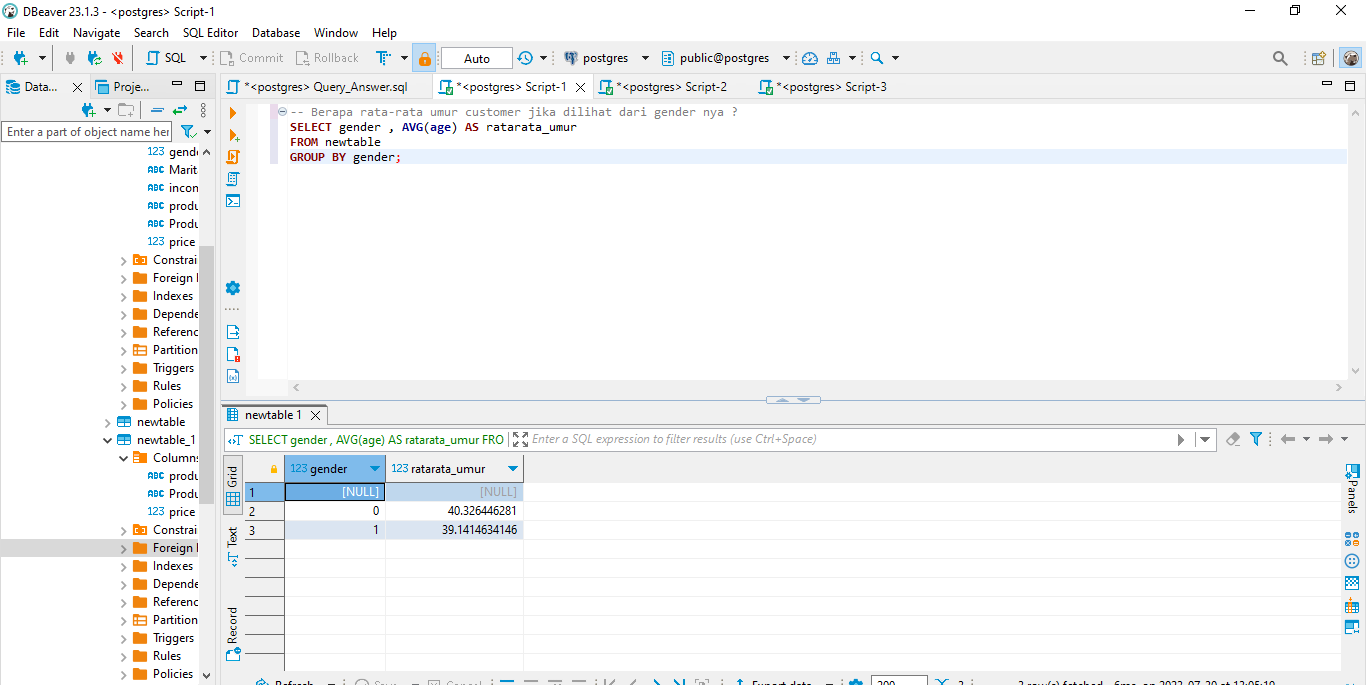 DBeaver 23.1.3 - <postgres> Script-1
File Edit Navigate Search SQL Editor Database Window Help
SQL Commit Rollback Auto postgres public@postgres
Data... Proje... *<postgres> Query_Answer.sql *<postgres> Script-1 *<postgres> Script-2 *<postgres> Script-3
Enter a part of object name her
123 gende
ABC Marit
ABC incon
ABC produ
ABC Produ
123 price
Constrai
Foreign
Indexes
Depende
Referenc
Partition
Triggers
Rules
Policies
newtable
newtable_1
Columns
ABC produ
ABC Produ
123 price
Constrai
Foreign
Indexes
Depende
Referenc
Partition
Triggers
Rules
Policies
-- Berapa rata-rata umur customer jika dilihat dari gender nya ?
SELECT gender , AVG(age) AS ratarata_umur
FROM newtable
GROUP BY gender;
newtable 1
SELECT gender , AVG(age) AS ratarata_umur FRO Enter a SQL expression to filter results (use Ctrl+Space)
Grid
Text
Record
123 gender 123 ratarata_umur
1 [NULL] [NULL]
2 0 40.326446281
3 1 39.1414634146
Panels
Refresh Save Cancel Export data 200 3 3 row(s) fetched